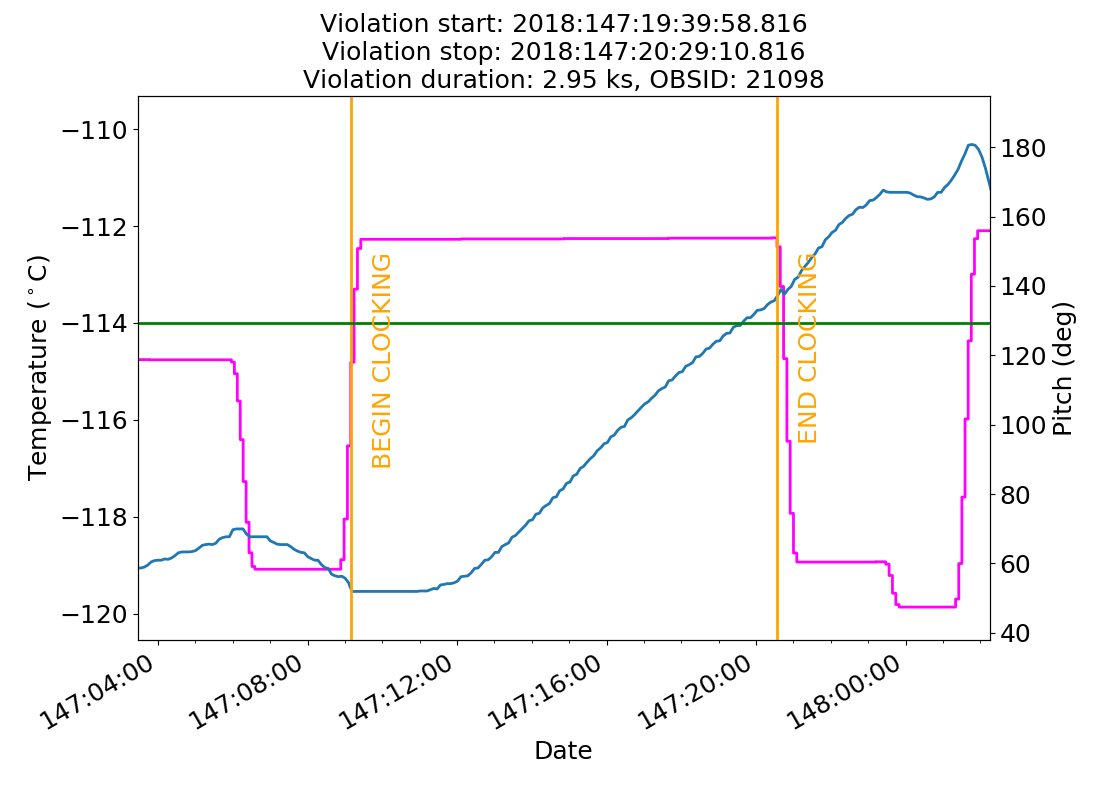 Violation start: 2018:147:19:39:58.816
Violation stop: 2018:147:20:29:10.816
Violation duration: 2.95 ks, OBSID: 21098
−110
−112
−114
−116
−118
−120
Temperature (°C)
BEGIN CLOCKING
END CLOCKING
180
160
140
120
100
80
60
40
Pitch (deg)
147:04:00
147:08:00
147:12:00
147:16:00
147:20:00
148:00:00
Date